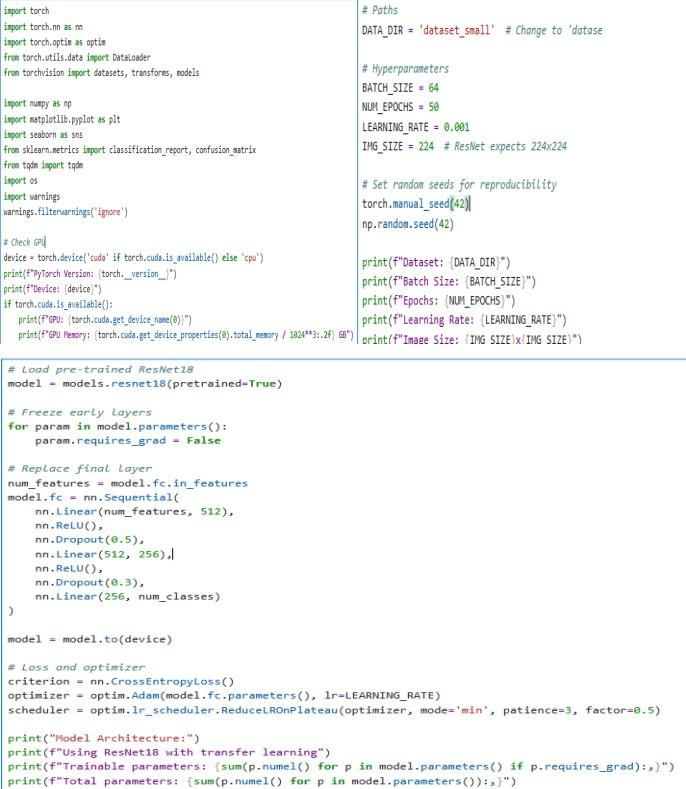 import torch
import torch.nn as nn
import torch.optim as optim
from torch.utils.data import DataLoader
from torchvision import datasets, transforms, models
import numpy as np
import matplotlib.pyplot as plt
import seaborn as sns
from sklearn.metrics import classification_report, confusion_matrix
from tqdm import tqdm
import os
import warnings
warnings.filterwarnings('ignore')
# Check GPU
device = torch.device('cuda' if torch.cuda.is_available() else 'cpu')
print(f"PyTorch Version: {torch.__version__}")
print(f"Device: {device}")
if torch.cuda.is_available():
    print(f"GPU: {torch.cuda.get_device_name(0)}")
    print(f"GPU Memory: {torch.cuda.get_device_properties(0).total_memory / 1024**3:.2f} GB")
# Paths
DATA_DIR = 'dataset_small'  # Change to 'datase
# Hyperparameters
BATCH_SIZE = 64
NUM_EPOCHS = 50
LEARNING_RATE = 0.001
IMG_SIZE = 224  # ResNet expects 224x224
# Set random seeds for reproducibility
torch.manual_seed(42)
np.random.seed(42)
print(f"Dataset: {DATA_DIR}")
print(f"Batch Size: {BATCH_SIZE}")
print(f"Epochs: {NUM_EPOCHS}")
print(f"Learning Rate: {LEARNING_RATE}")
print(f"Image Size: {IMG_SIZE}x{IMG_SIZE}")
# Load pre-trained ResNet18
model = models.resnet18(pretrained=True)
# Freeze early layers
for param in model.parameters():
    param.requires_grad = False
# Replace final layer
num_features = model.fc.in_features
model.fc = nn.Sequential(
    nn.Linear(num_features, 512),
    nn.ReLU(),
    nn.Dropout(0.5),
    nn.Linear(512, 256),
    nn.ReLU(),
    nn.Dropout(0.3),
    nn.Linear(256, num_classes)
)
model = model.to(device)
# Loss and optimizer
criterion = nn.CrossEntropyLoss()
optimizer = optim.Adam(model.fc.parameters(), lr=LEARNING_RATE)
scheduler = optim.lr_scheduler.ReduceLROnPlateau(optimizer, mode='min', patience=3, factor=0.5)
print("Model Architecture:")
print(f"Using ResNet18 with transfer learning")
print(f"Trainable parameters: {sum(p.numel() for p in model.parameters() if p.requires_grad):,}")
print(f"Total parameters: {sum(p.numel() for p in model.parameters()):,}")